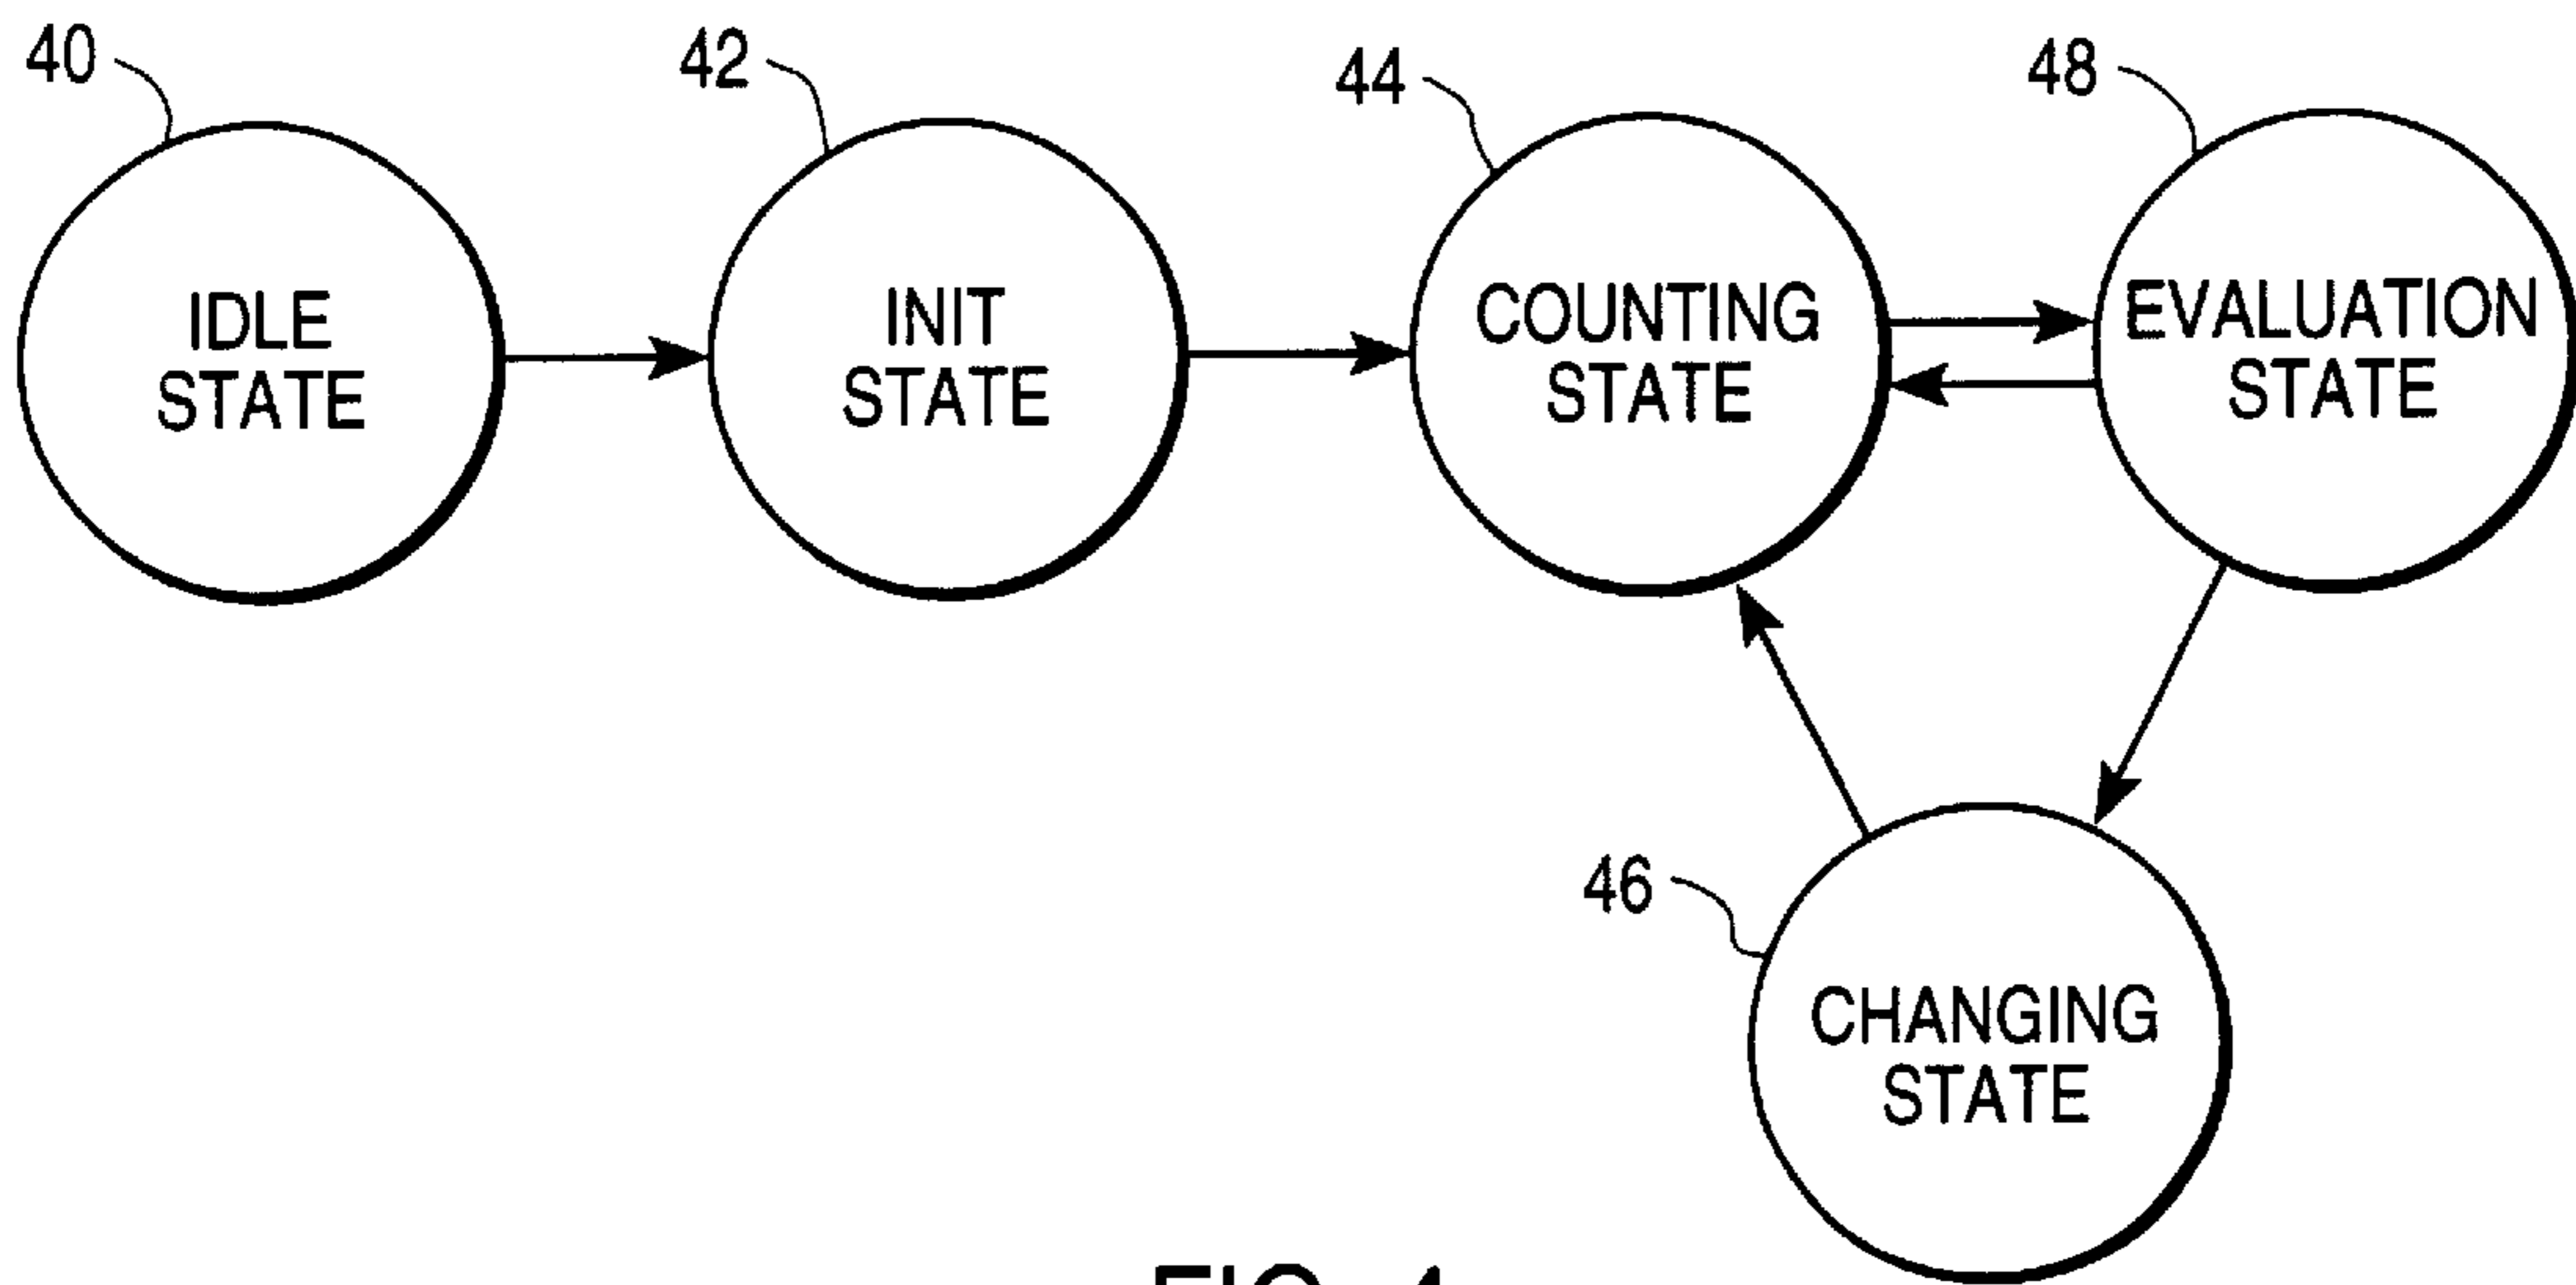 40
42
44
48
IDLE
STATE
INIT
STATE
COUNTING
STATE
EVALUATION
STATE
46
CHANGING
STATE